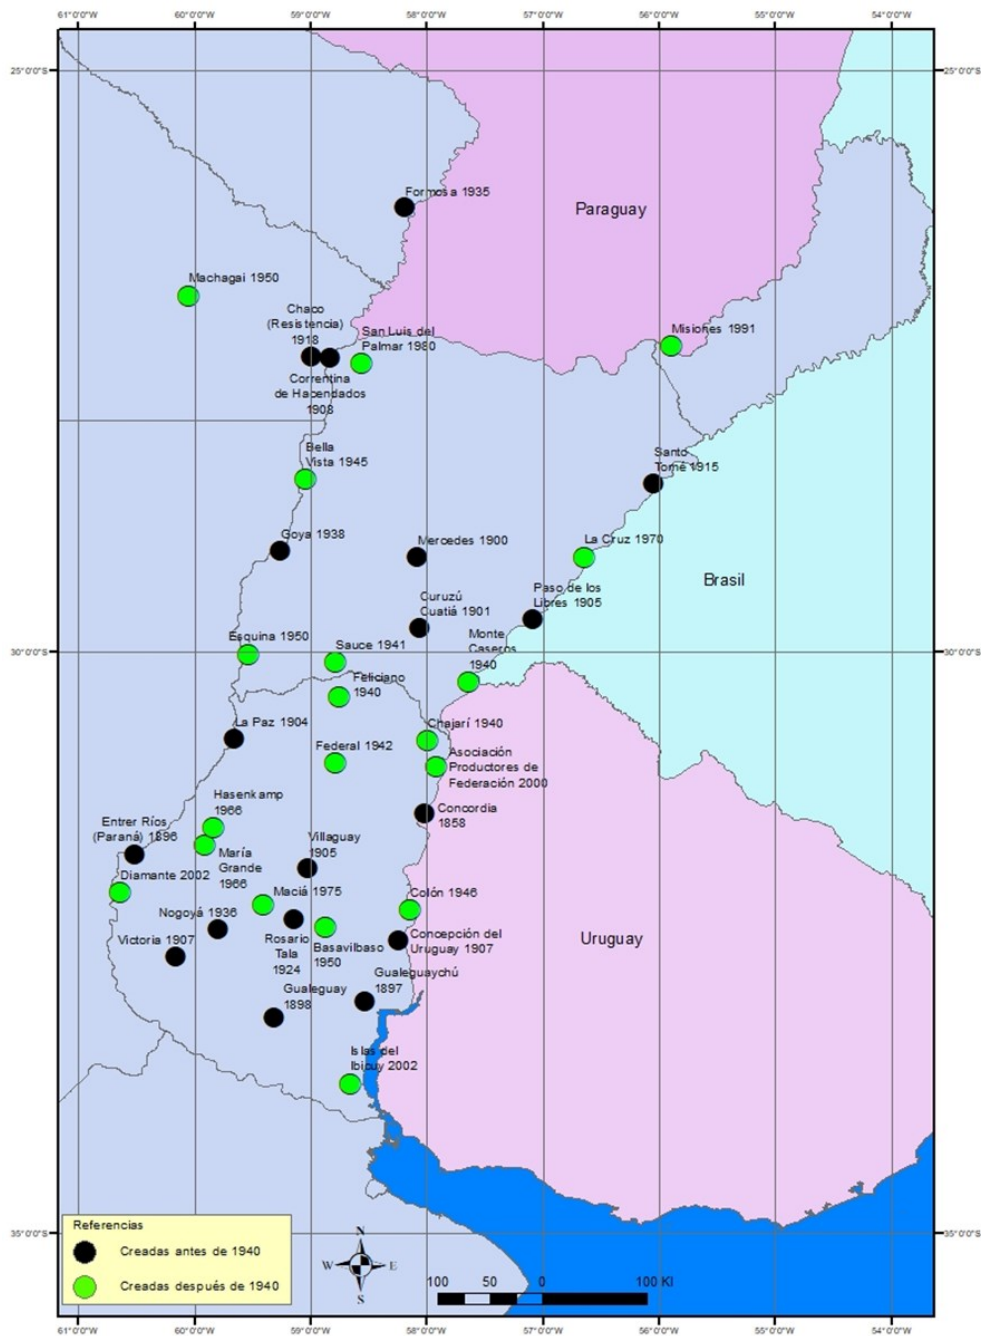 61°0'0"W 60°0'0"W 59°0'0"W 58°0'0"W 57°0'0"W 56°0'0"W 55°0'0"W 54°0'0"W
25°0'0"S 25°0'0"S
Formosa 1935
Paraguay
Machagai 1950
Chaco
(Resistencia)
1918
San Luis del
Palmar 1980
Misiones 1991
Correntina
de Hacendados
1908
Bella
Vista 1945
Santo
Tomé 1915
Goya 1938
Mercedes 1900
La Cruz 1970
Brasil
Paso de los
Libres 1905
Curuzú
Cuatiá 1901
Esquina 1950
Sauce 1941
Monte
Caseros
1940
30°0'0"S 30°0'0"S
Feliciano
1940
La Paz 1904
Chajarí 1940
Federal 1942
Asociación
Productores de
Federación 2000
Hasenkamp
1966
Concordia
1858
Entrer Ríos
(Paraná) 1896
Villaguay
1905
María
Grande
1966
Diamante 2002
Maciá 1975
Colón 1946
Nogoyá 1936
Rosario
Tala
1924
Basavilbaso
1950
Concepción del
Uruguay 1907
Uruguay
Victoria 1907
Gualeguaychú
1897
Gualeguay
1898
Islas del
Ibicuy 2002
Referencias
Creadas antes de 1940
Creadas después de 1940
N
W E
S
35°0'0"S 35°0'0"S
100 50 0 100 Kl
61°0'0"W 60°0'0"W 59°0'0"W 58°0'0"W 57°0'0"W 56°0'0"W 55°0'0"W 54°0'0"W